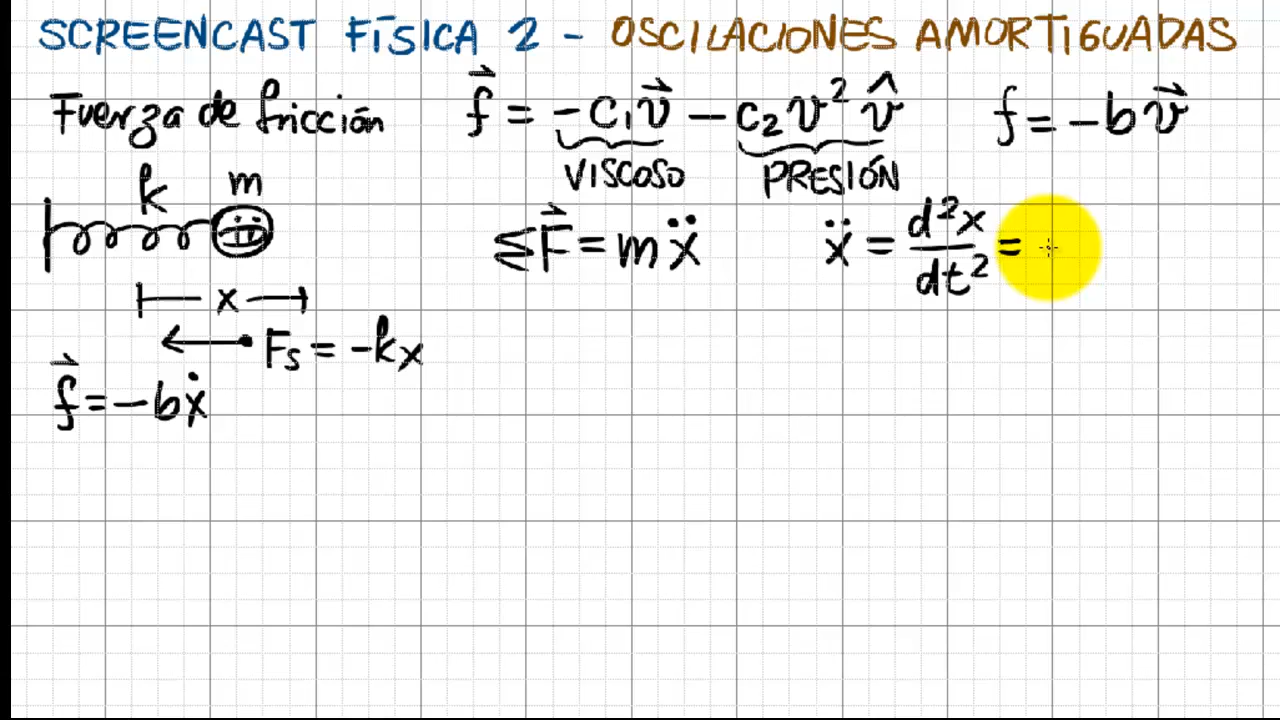 SCREENCAST FÍSICA 2 - OSCILACIONES AMORTIGUADAS
Fuerza de fricción f⃗ = -c₁v⃗ - c₂v² v̂ f = -bv⃗
VISCOSO PRESIÓN
k m
ΣF⃗ = mẍ ẍ = d²x/dt² =
x
Fs = -kx
f⃗ = -bẋ